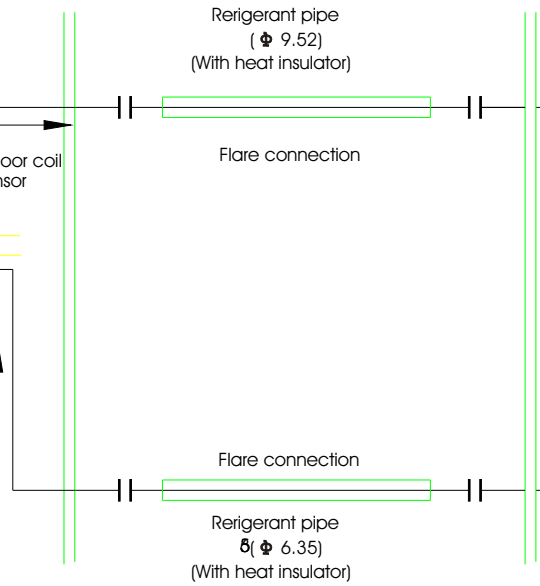 Rerigerant pipe
(Φ 9.52)
(With heat insulator)
Flare connection
oor coil
nsor
Flare connection
Rerigerant pipe
(Φ 6.35)
(With heat insulator)